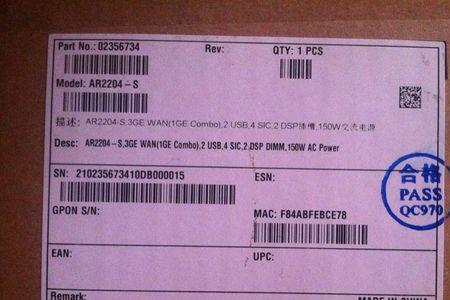 Part No.: 02356734 Rev: QTY: 1 PCS
Model: AR2204-S
描述: AR2204-S,3GE WAN(1GE Combo),2 USB,4 SIC,2 DSP插槽,150W交流电源
Desc: AR2204-S,3GE WAN(1GE Combo),2 USB,4 SIC,2,DSP DIMM,150W AC Power
SN: 210235673410DB000015 ESN:
合格
PASS
QC970
GPON S/N: MAC: F84ABFEBCE78
EAN: UPC:
Remark: MADE IN CHINA